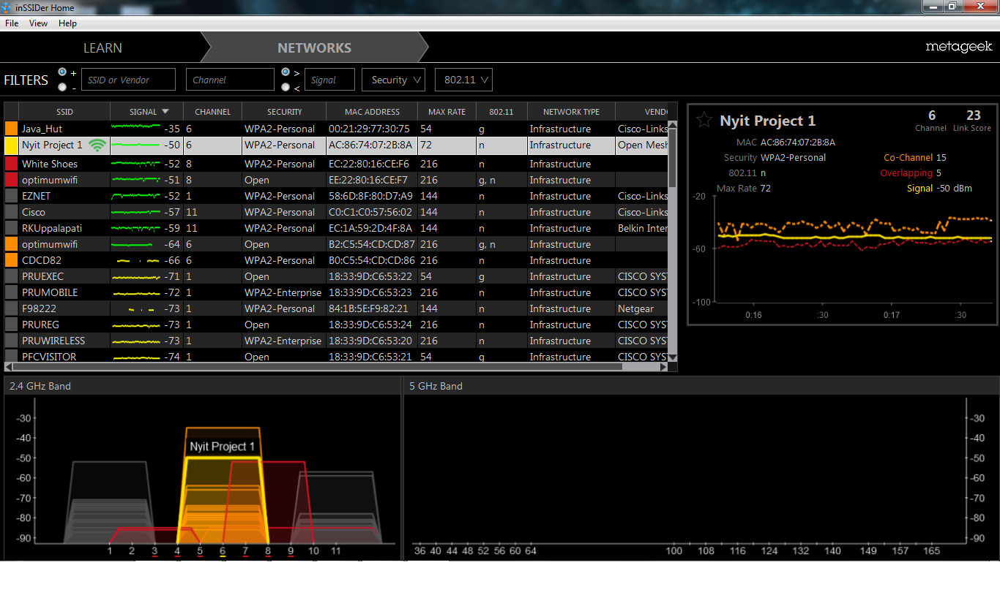 inSSIDer Home
File View Help
LEARN NETWORKS metageek
FILTERS + - SSID or Vendor Channel > < Signal Security 802.11
SSID SIGNAL CHANNEL SECURITY MAC ADDRESS MAX RATE 802.11 NETWORK TYPE VEND
Java_Hut -35 6 WPA2-Personal 00:21:29:77:30:75 54 g Infrastructure Cisco-Links
Nyit Project 1 -50 6 WPA2-Personal AC:86:74:07:2B:8A 72 n Infrastructure Open Mesh
White Shoes -52 8 WPA2-Personal EC:22:80:16:CE:F6 216 n Infrastructure
optimumwifi -51 8 Open EE:22:80:16:CE:F7 216 g, n Infrastructure
EZNET -52 1 WPA2-Personal 58:6D:8F:80:D7:A9 144 n Infrastructure Cisco-Links
Cisco -57 11 WPA2-Personal C0:C1:C0:57:56:02 144 n Infrastructure Cisco-Links
RKUppalapati -59 11 WPA2-Personal EC:1A:59:2D:4F:8A 144 n Infrastructure Belkin Inter
optimumwifi -64 6 Open B2:C5:54:CD:CD:87 216 g, n Infrastructure
CDCD82 -66 6 WPA2-Personal B0:C5:54:CD:CD:86 216 n Infrastructure
PRUEXEC -71 1 Open 18:33:9D:C6:53:22 54 g Infrastructure CISCO SYST
PRUMOBILE -72 1 WPA2-Enterprise 18:33:9D:C6:53:23 216 n Infrastructure CISCO SYST
F98222 -73 1 WPA2-Personal 84:1B:5E:F9:82:21 144 n Infrastructure Netgear
PRUREG -73 1 Open 18:33:9D:C6:53:24 216 n Infrastructure CISCO SYST
PRUWIRELESS -73 1 WPA2-Enterprise 18:33:9D:C6:53:20 216 n Infrastructure CISCO SYST
PFCVISITOR -74 1 Open 18:33:9D:C6:53:21 54 g Infrastructure CISCO SYST
Nyit Project 1 6 23
Channel Link Score
MAC AC:86:74:07:2B:8A
Security WPA2-Personal Co-Channel 15
802.11 n Overlapping 5
Max Rate 72 Signal -50 dBm
-20
-60
-100
0:16 :30 0:17 :30
2.4 GHz Band
-30
-40
Nyit Project 1
-50
-60
-70
-80
-90
1 2 3 4 5 6 7 8 9 10 11
5 GHz Band
-30
-40
-50
-60
-70
-80
-90
36 40 44 48 52 56 60 64 100 108 116 124 132 140 149 157 165